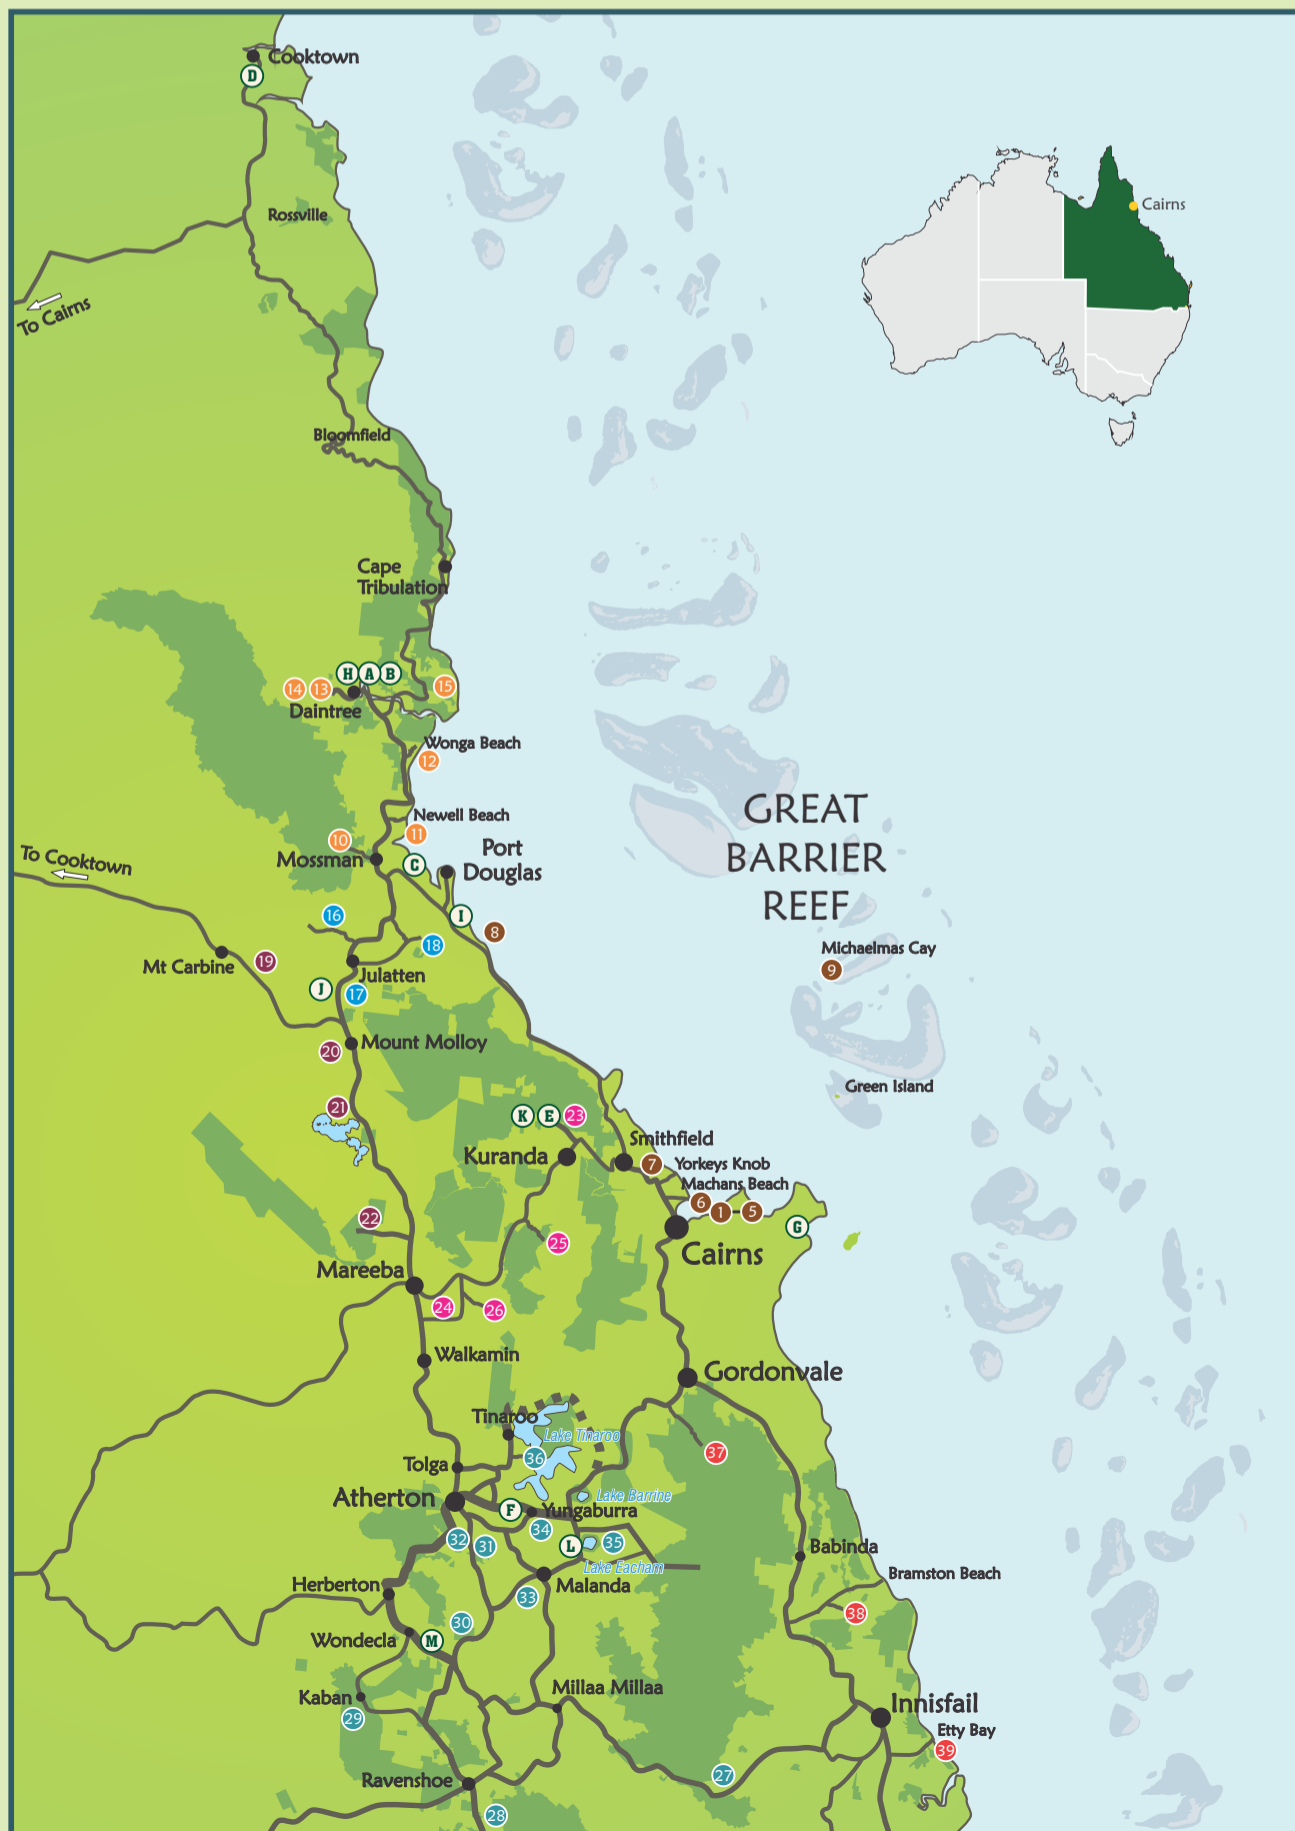 Cooktown
D
Rossville
Cairns
To Cairns
Bloomfield
Cape
Tribulation
H A B
14 13
15
Daintree
Wonga Beach
12
GREAT
BARRIER
REEF
Newell Beach
11
10
Mossman
C
Port
Douglas
To Cooktown
16
I
8
18
Michaelmas Cay
9
Mt Carbine
19
Julatten
J
17
20
Mount Molloy
Green Island
21
K E 23
Smithfield
Kuranda
7
Yorkeys Knob
Machans Beach
6 1 5
22
G
25
Cairns
Mareeba
24
26
Walkamin
Gordonvale
Tinaroo
Lake Tinaroo
37
36
Tolga
Atherton
Lake Barrine
F
Yungaburra
34
32
31
L
35
Babinda
Lake Eacham
Bramston Beach
Herberton
Malanda
33
38
30
Wondecla
M
Kaban
Millaa Millaa
29
Innisfail
Etty Bay
39
27
Ravenshoe
28